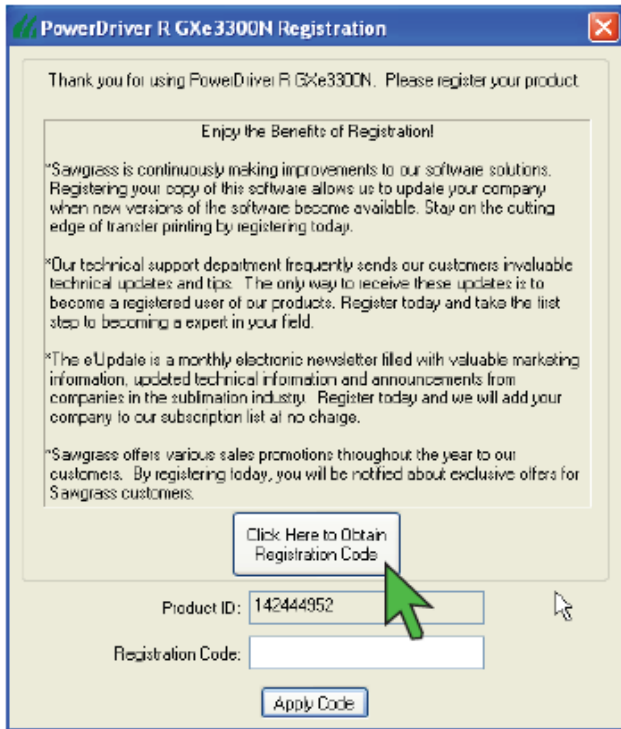 PowerDriver R GXe3300N Registration
Thank you for using PowerDriver R GXe3300N. Please register your product
Enjoy the Benefits of Registration!
*Sawgrass is continuously making improvements to our software solutions.
Registering your copy of this software allows us to update your company
when new versions of the software become available. Stay on the cutting
edge of transfer printing by registering today.
*Our technical support department frequently sends our customers invaluable
technical updates and tips. The only way to receive these updates is to
become a registered user of our products. Register today and take the first
step to becoming a expert in your field.
*The e'Update is a monthly electronic newsletter filled with valuable marketing
information, updated technical information and announcements from
companies in the sublimation industry. Register today and we will add your
company to our subscription list at no charge.
*Sawgrass offers various sales promotions throughout the year to our
customers. By registering today, you will be notified about exclusive offers for
Sawgrass customers.
Click Here to Obtain
Registration Code
Product ID: 142444952
Registration Code:
Apply Code